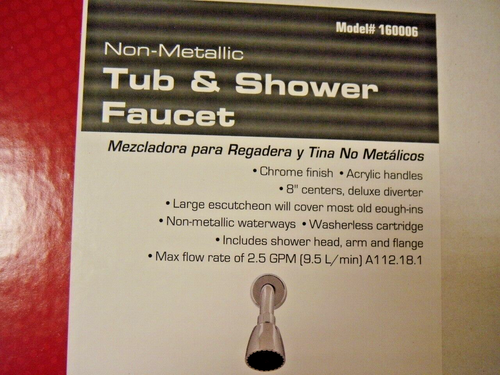 Model# 160006
Non-Metallic
Tub & Shower
Faucet
Mezcladora para Regadera y Tina No Metálicos
• Chrome finish • Acrylic handles
• 8" centers, deluxe diverter
• Large escutcheon will cover most old eough-ins
• Non-metallic waterways • Washerless cartridge
• Includes shower head, arm and flange
• Max flow rate of 2.5 GPM (9.5 L/min) A112.18.1